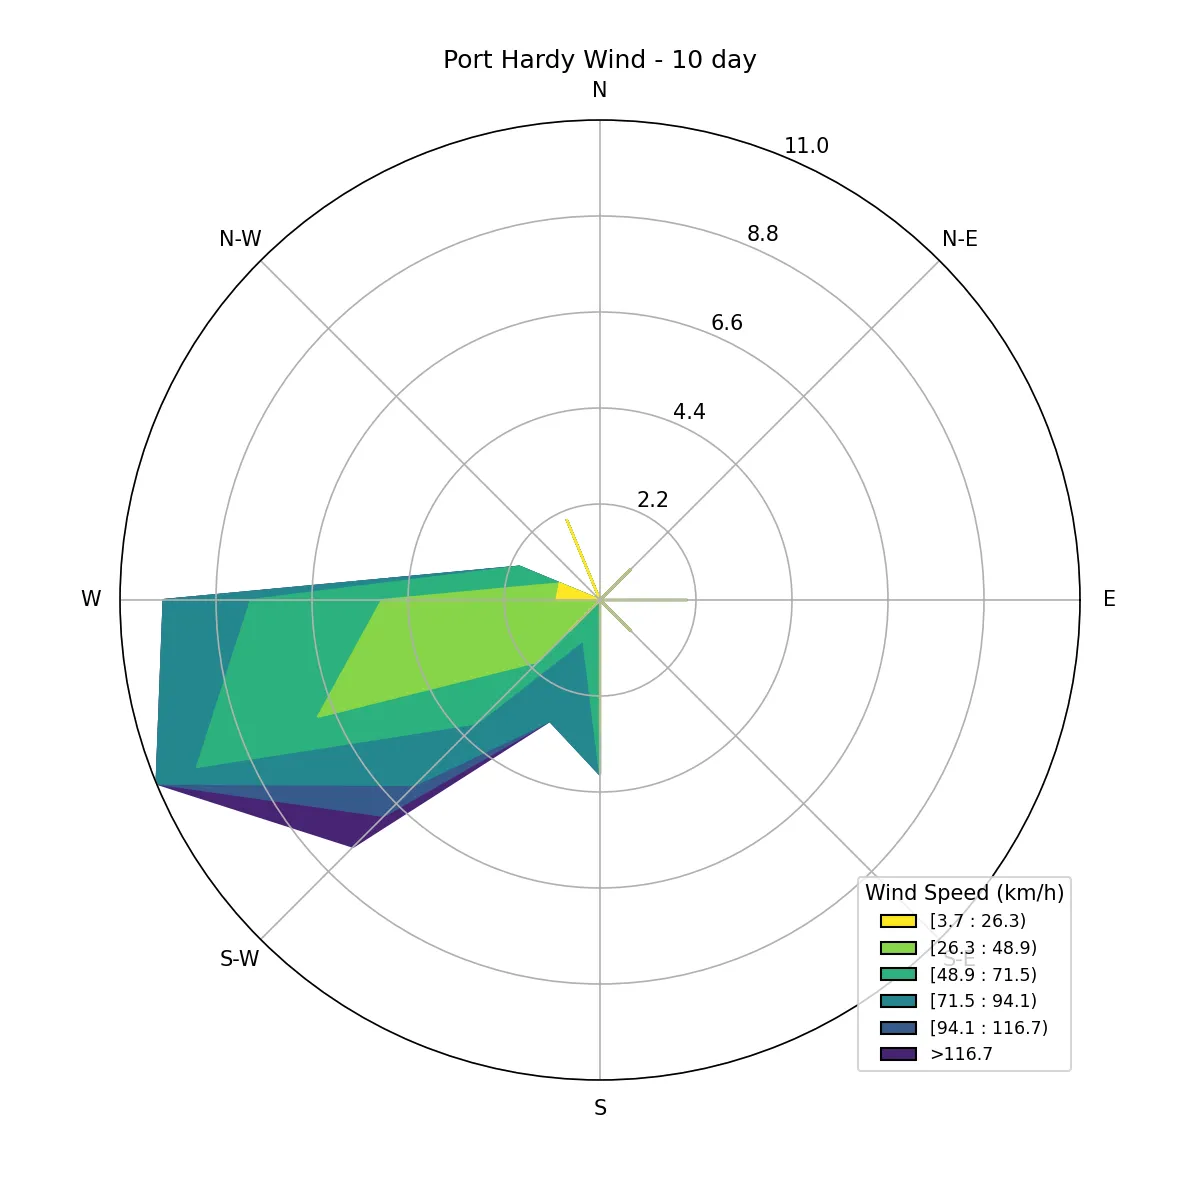 Port Hardy Wind - 10 day
N
11.0
N-W
8.8
N-E
6.6
4.4
2.2
W
E
S-W
S-E
S
Wind Speed (km/h)
[3.7 : 26.3)
[26.3 : 48.9)
[48.9 : 71.5)
[71.5 : 94.1)
[94.1 : 116.7)
>116.7